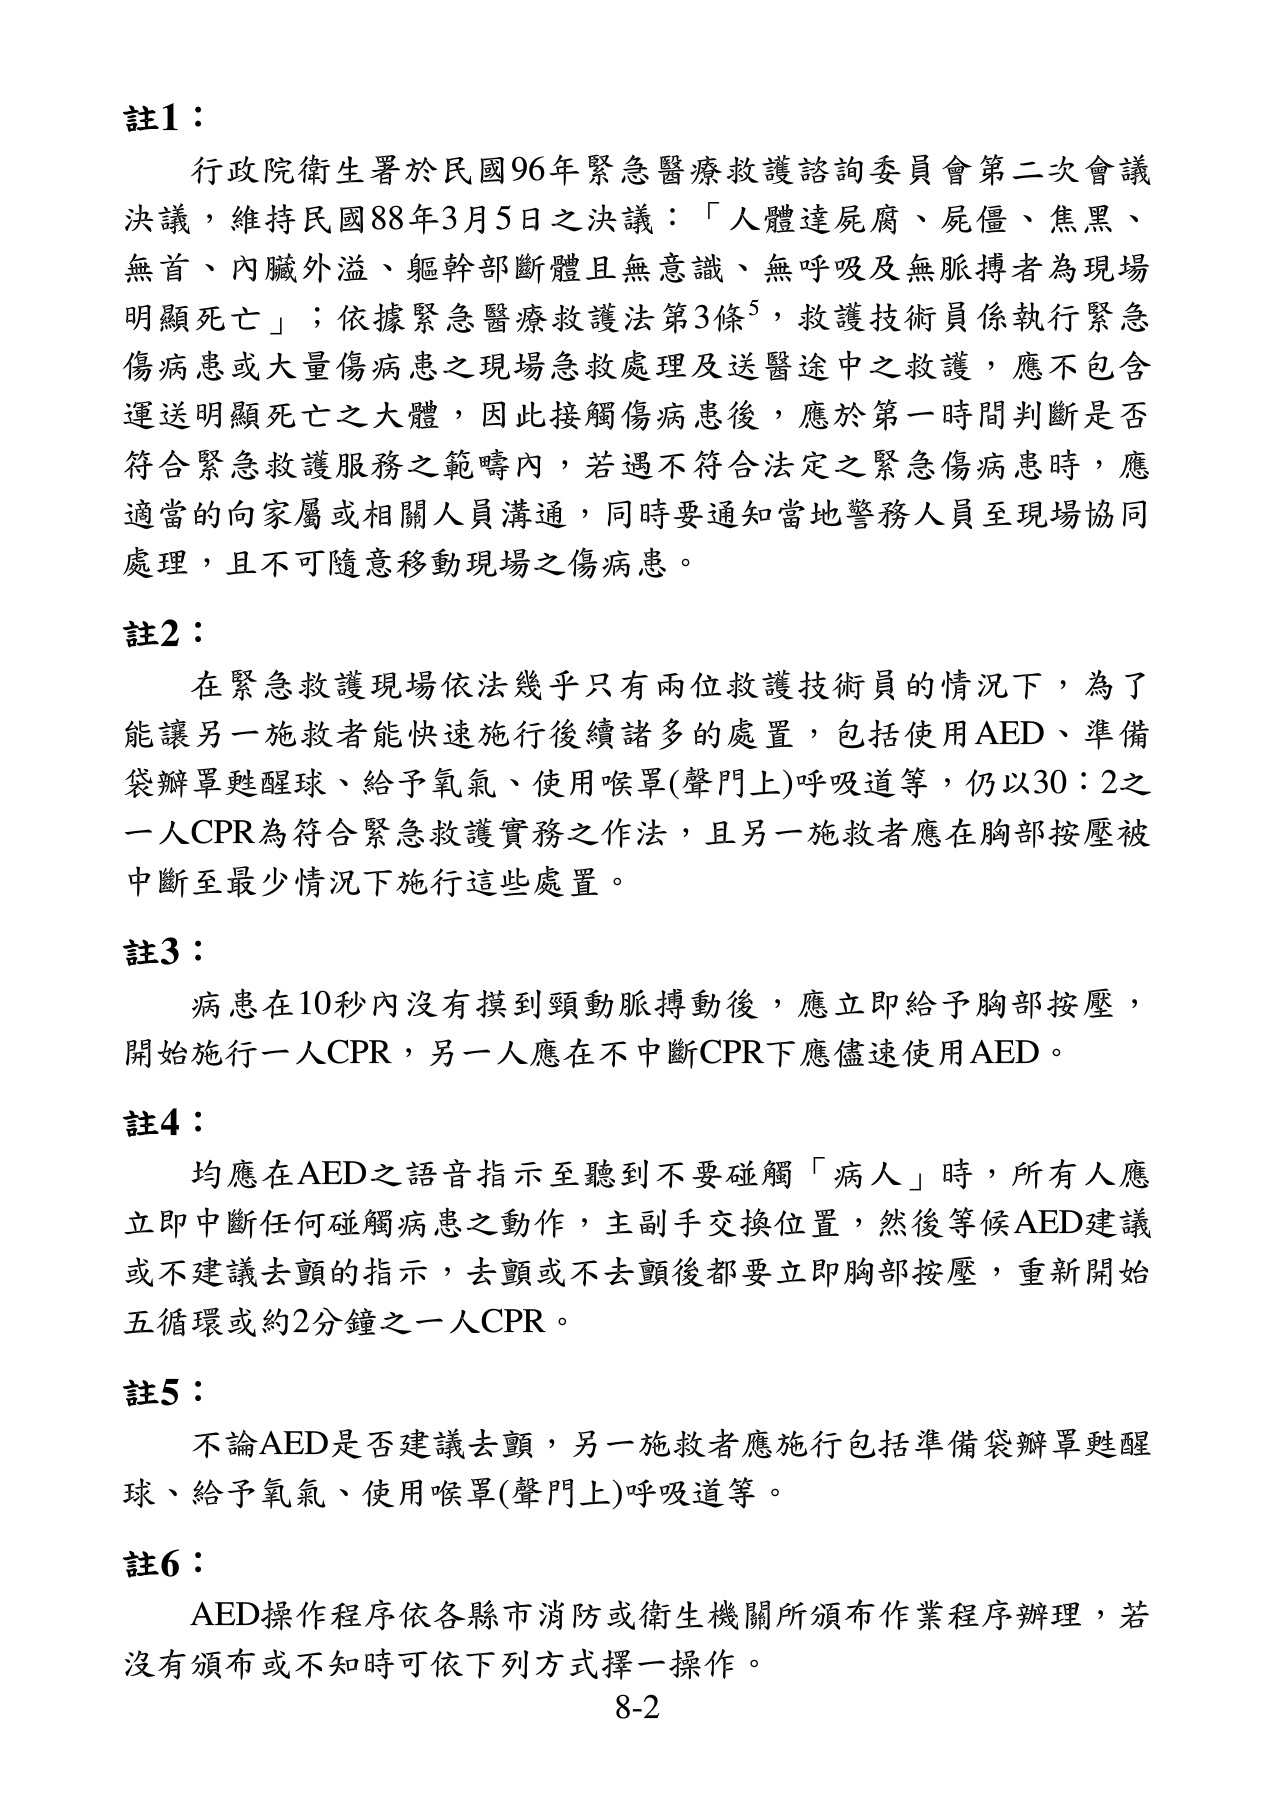 註1：
行政院衛生署於民國96年緊急醫療救護諮詢委員會第二次會議
決議，維持民國88年3月5日之決議：「人體達屍腐、屍僵、焦黑、
無首、內臟外溢、軀幹部斷體且無意識、無呼吸及無脈搏者為現場
明顯死亡」；依據緊急醫療救護法第3條5，救護技術員係執行緊急
傷病患或大量傷病患之現場急救處理及送醫途中之救護，應不包含
運送明顯死亡之大體，因此接觸傷病患後，應於第一時間判斷是否
符合緊急救護服務之範疇內，若遇不符合法定之緊急傷病患時，應
適當的向家屬或相關人員溝通，同時要通知當地警務人員至現場協同
處理，且不可隨意移動現場之傷病患。
註2：
在緊急救護現場依法幾乎只有兩位救護技術員的情況下，為了
能讓另一施救者能快速施行後續諸多的處置，包括使用AED、準備
袋瓣罩甦醒球、給予氧氣、使用喉罩(聲門上)呼吸道等，仍以30：2之
一人CPR為符合緊急救護實務之作法，且另一施救者應在胸部按壓被
中斷至最少情況下施行這些處置。
註3：
病患在10秒內沒有摸到頸動脈搏動後，應立即給予胸部按壓，
開始施行一人CPR，另一人應在不中斷CPR下應儘速使用AED。
註4：
均應在AED之語音指示至聽到不要碰觸「病人」時，所有人應
立即中斷任何碰觸病患之動作，主副手交換位置，然後等候AED建議
或不建議去顫的指示，去顫或不去顫後都要立即胸部按壓，重新開始
五循環或約2分鐘之一人CPR。
註5：
不論AED是否建議去顫，另一施救者應施行包括準備袋瓣罩甦醒
球、給予氧氣、使用喉罩(聲門上)呼吸道等。
註6：
AED操作程序依各縣市消防或衛生機關所頒布作業程序辦理，若
沒有頒布或不知時可依下列方式擇一操作。
8-2